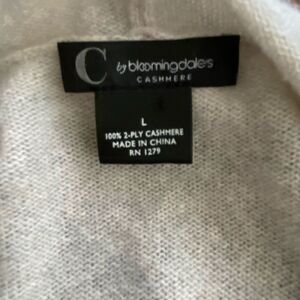 C by bloomingdale's
CASHMERE
L
100% 2-PLY CASHMERE
MADE IN CHINA
RN 1279